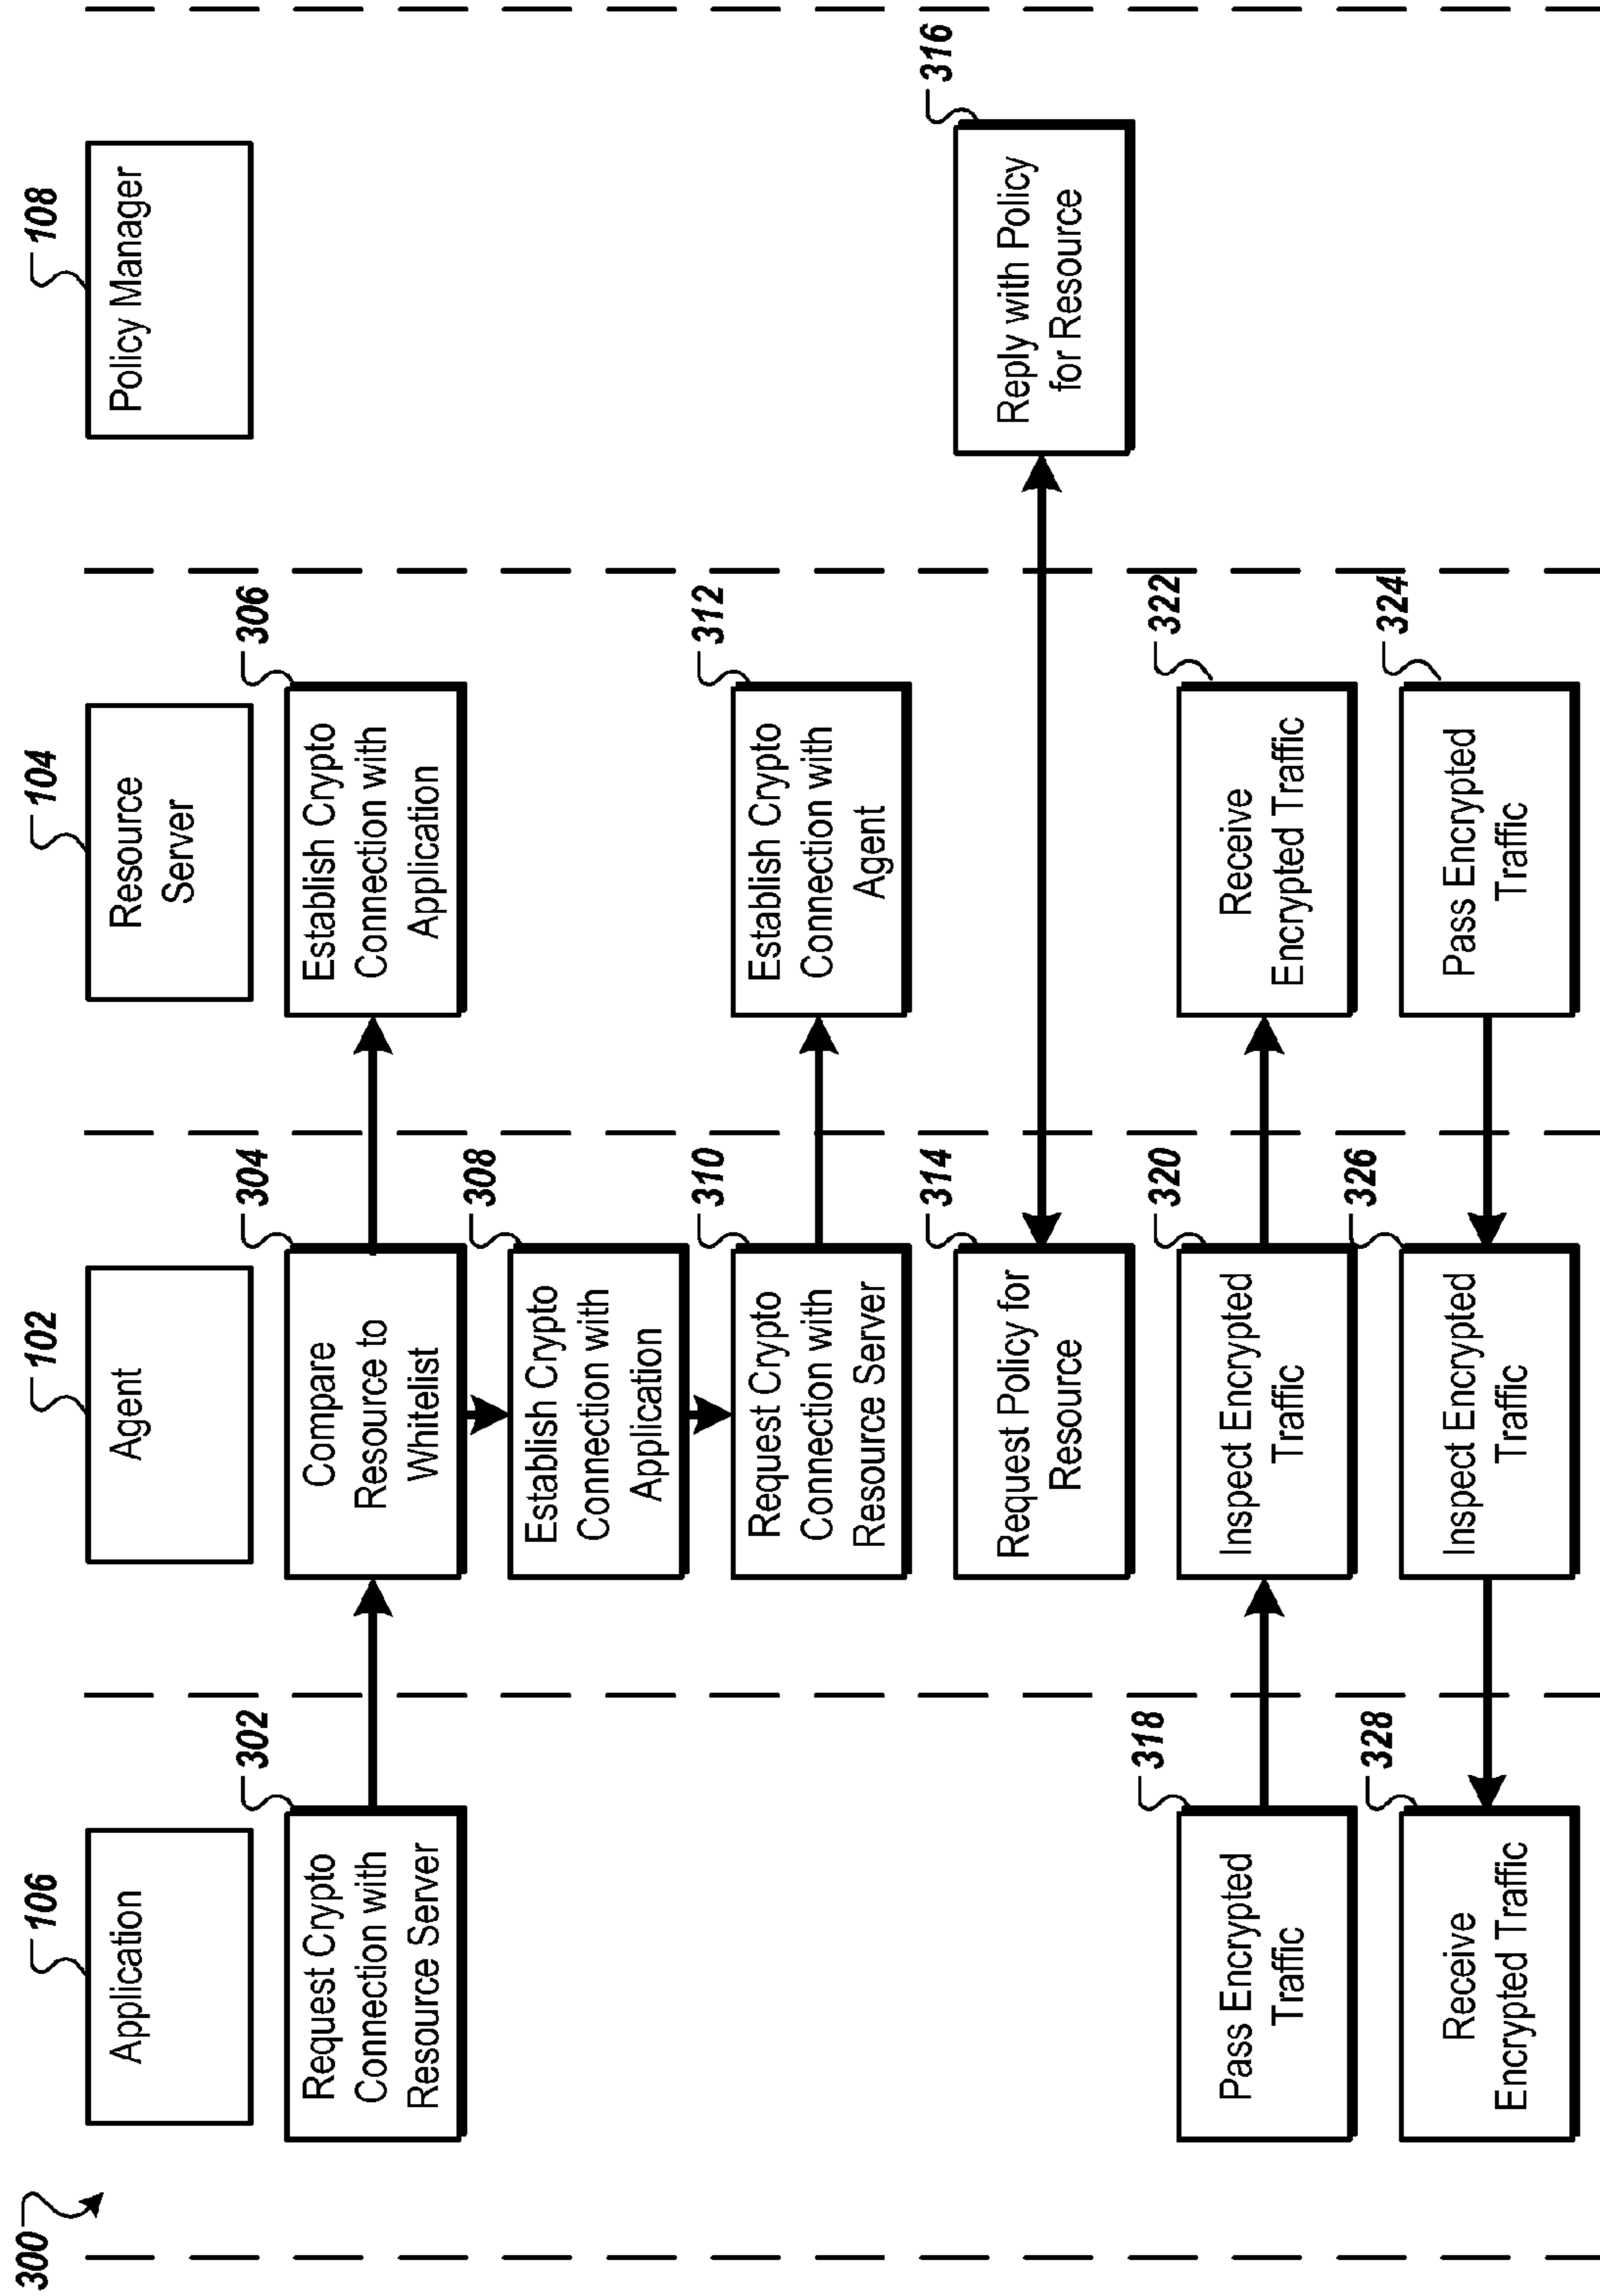 300
106
Application
102
Agent
104
Resource
Server
108
Policy Manager
302
Request Crypto
Connection with
Resource Server
304
Compare
Resource to
Whitelist
306
Establish Crypto
Connection with
Application
308
Establish Crypto
Connection with
Application
310
Request Crypto
Connection with
Resource Server
312
Establish Crypto
Connection with
Agent
314
Request Policy for
Resource
316
Reply with Policy
for Resource
318
Pass Encrypted
Traffic
320
Inspect Encrypted
Traffic
322
Receive
Encrypted Traffic
328
Receive
Encrypted Traffic
326
Inspect Encrypted
Traffic
324
Pass Encrypted
Traffic